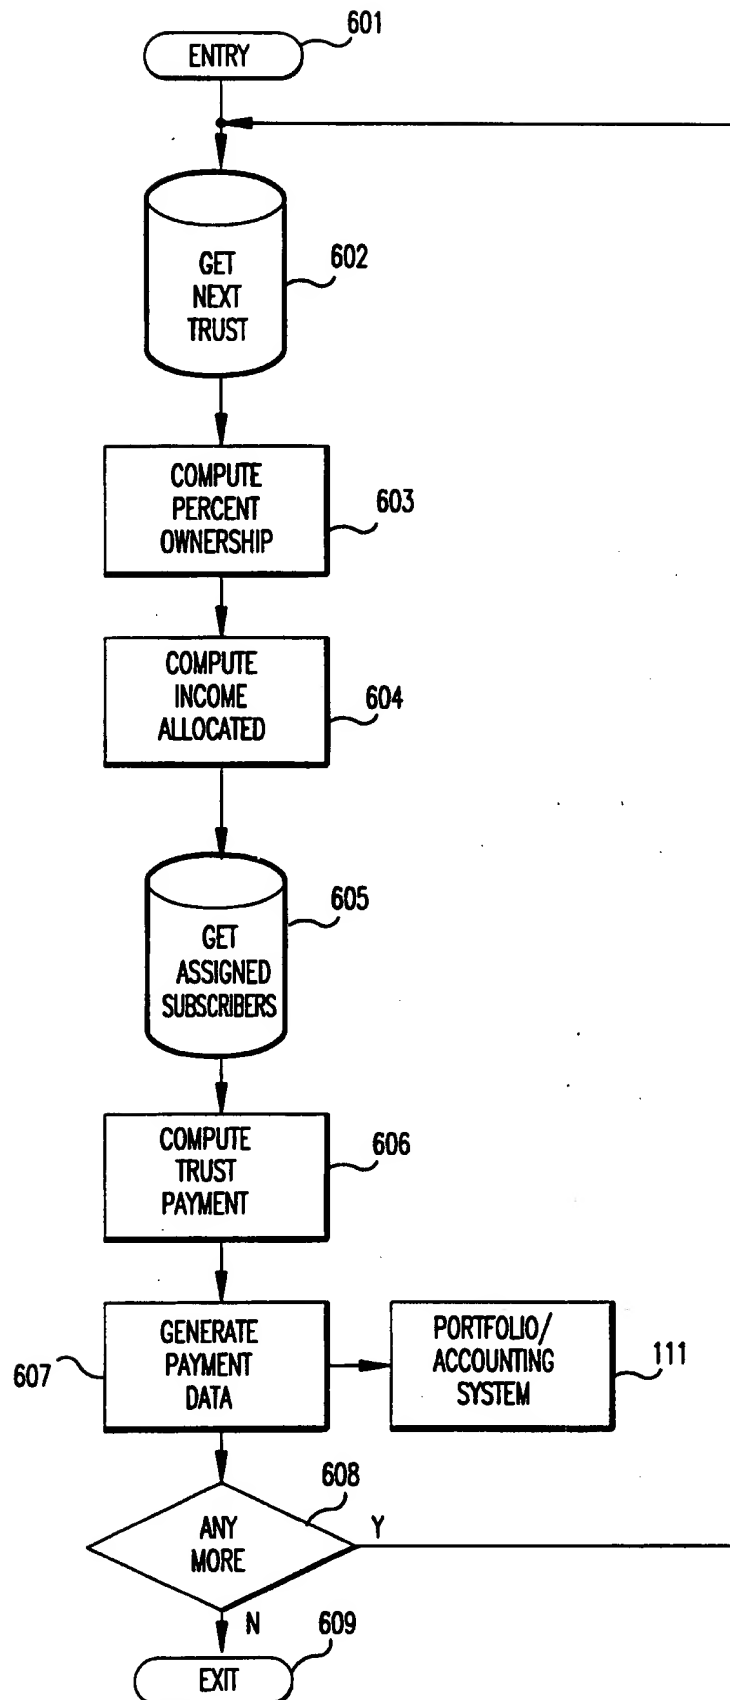 601
ENTRY
GET
NEXT
TRUST
602
COMPUTE
PERCENT
OWNERSHIP
603
COMPUTE
INCOME
ALLOCATED
604
605
GET
ASSIGNED
SUBSCRIBERS
COMPUTE
TRUST
PAYMENT
606
GENERATE
PAYMENT
DATA
607
PORTFOLIO/
ACCOUNTING
SYSTEM
111
608
ANY
MORE
Y
N
609
EXIT